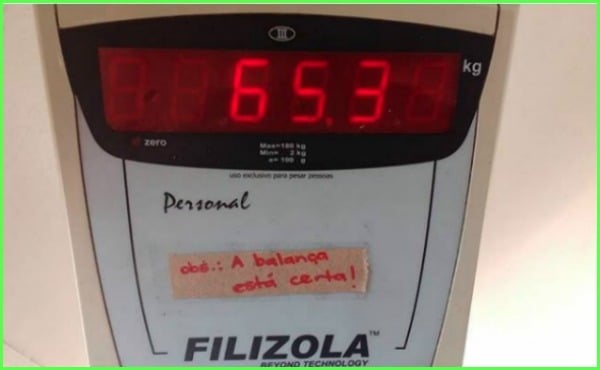 65.3 kg
zero
Max=180 kg
Min= 2 kg
e= 100 g
uso exclusivo para pesar pessoas
Personal
obs.: A balança
está certa!
FILIZOLA™
BEYOND TECHNOLOGY